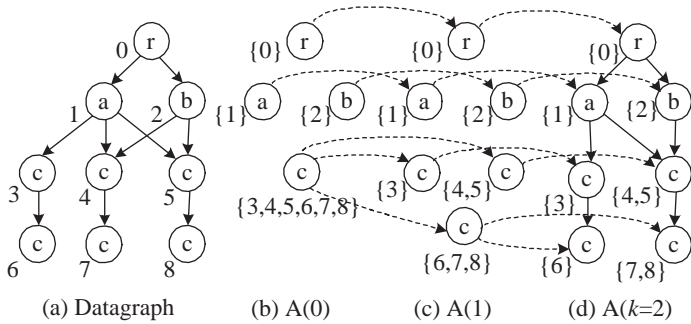 r r r r
0 {0} {0} {0}
a b a b a b a b
1 2 {1} {2} {1} {2} {1} {2}
c c c c c c c c
3 4 5 {3,4,5,6,7,8} {3} {4,5} {3} {4,5}
c c c c c c
6 7 8 {6,7,8} {6} {7,8}
(a) Datagraph (b) A(0) (c) A(1) (d) A(k=2)